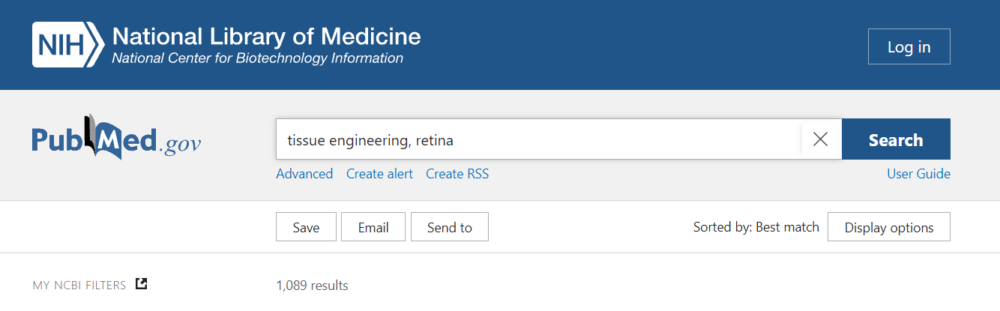 NIH National Library of Medicine
National Center for Biotechnology Information
Log in
PubMed.gov
tissue engineering, retina
Search
Advanced Create alert Create RSS User Guide
Save Email Send to Sorted by: Best match Display options
MY NCBI FILTERS 1,089 results